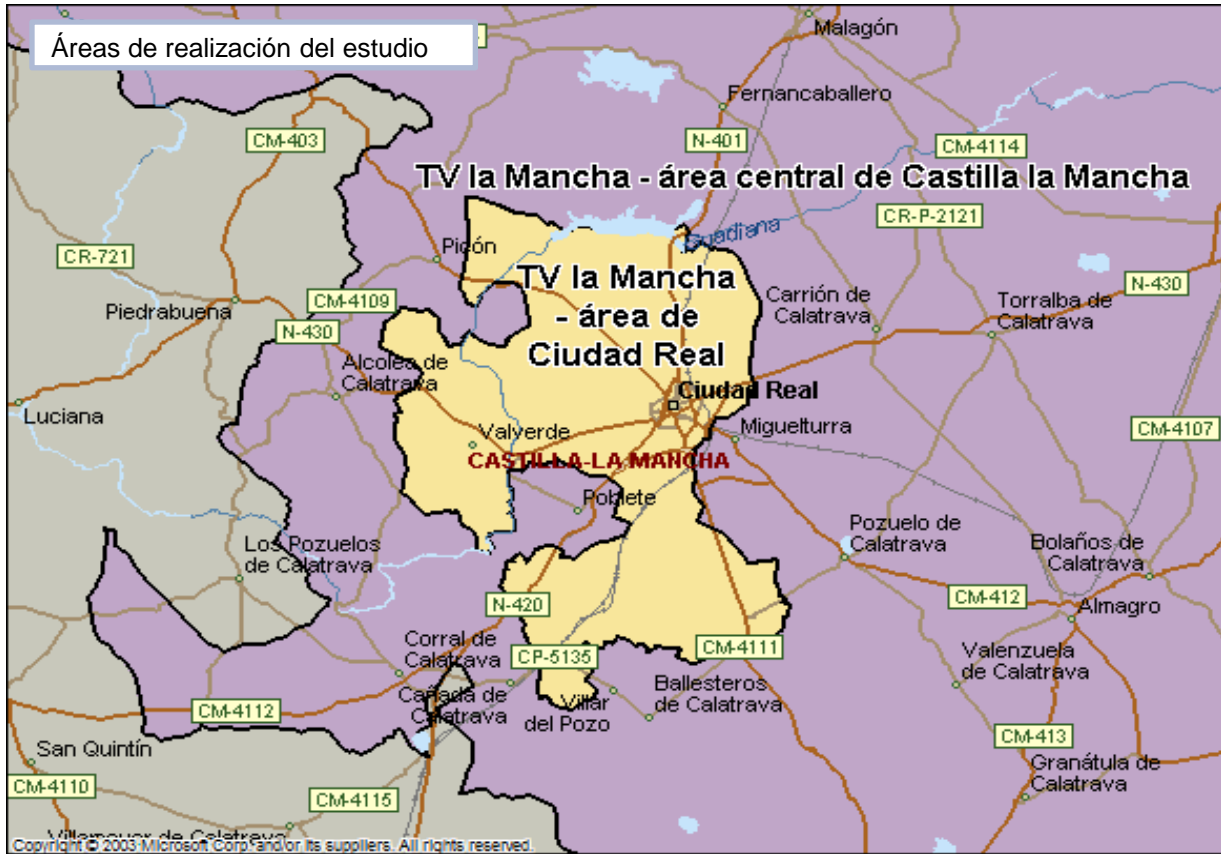 Áreas de realización del estudio
Malagón
Fernancaballero
CM-403
N-401
CM-4114
TV la Mancha - área central de Castilla la Mancha
CR-P-2121
Guadiana
Picón
CR-721
TV la Mancha
- área de
Ciudad Real
N-430
CM-4109
Carrión de
Calatrava
Torralba de
Calatrava
Piedrabuena
N-430
Alcolea de
Calatrava
Ciudad Real
Luciana
Valverde
Miguelturra
CM-4107
CASTILLA-LA MANCHA
Poblete
Pozuelo de
Calatrava
Bolaños de
Calatrava
Los Pozuelos
de Calatrava
N-420
CM-412
Almagro
Corral de
Calatrava
CP-5135
CM-4111
Valenzuela
de Calatrava
Cañada de
Calatrava
Villar
del Pozo
Ballesteros
de Calatrava
CM-4112
CM-413
San Quintín
Granátula de
Calatrava
CM-4110
CM-4115
Villamayor de Calatrava
Copyright © 2003 Microsoft Corp. and/or its suppliers. All rights reserved.